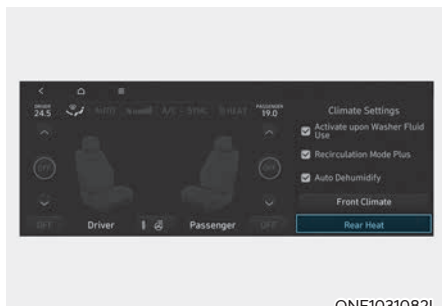 DRIVER
24.5
AUTO
A/C
SYNC
HEAT
PASSENGER
19.0
Climate Settings
Activate upon Washer Fluid
Use
Recirculation Mode Plus
Auto Dehumidify
OFF
OFF
Front Climate
OFF
Driver
Passenger
OFF
Rear Heat